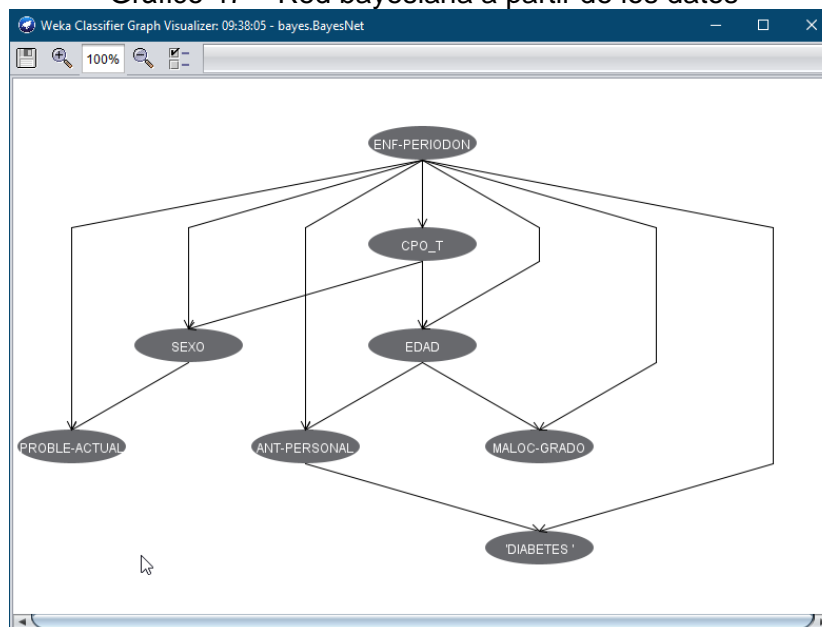 Weka Classifier Graph Visualizer: 09:38:05 - bayes.BayesNet
100%
ENF-PERIODON
CPO_T
SEXO
EDAD
PROBLE-ACTUAL
ANT-PERSONAL
MALOC-GRADO
'DIABETES '